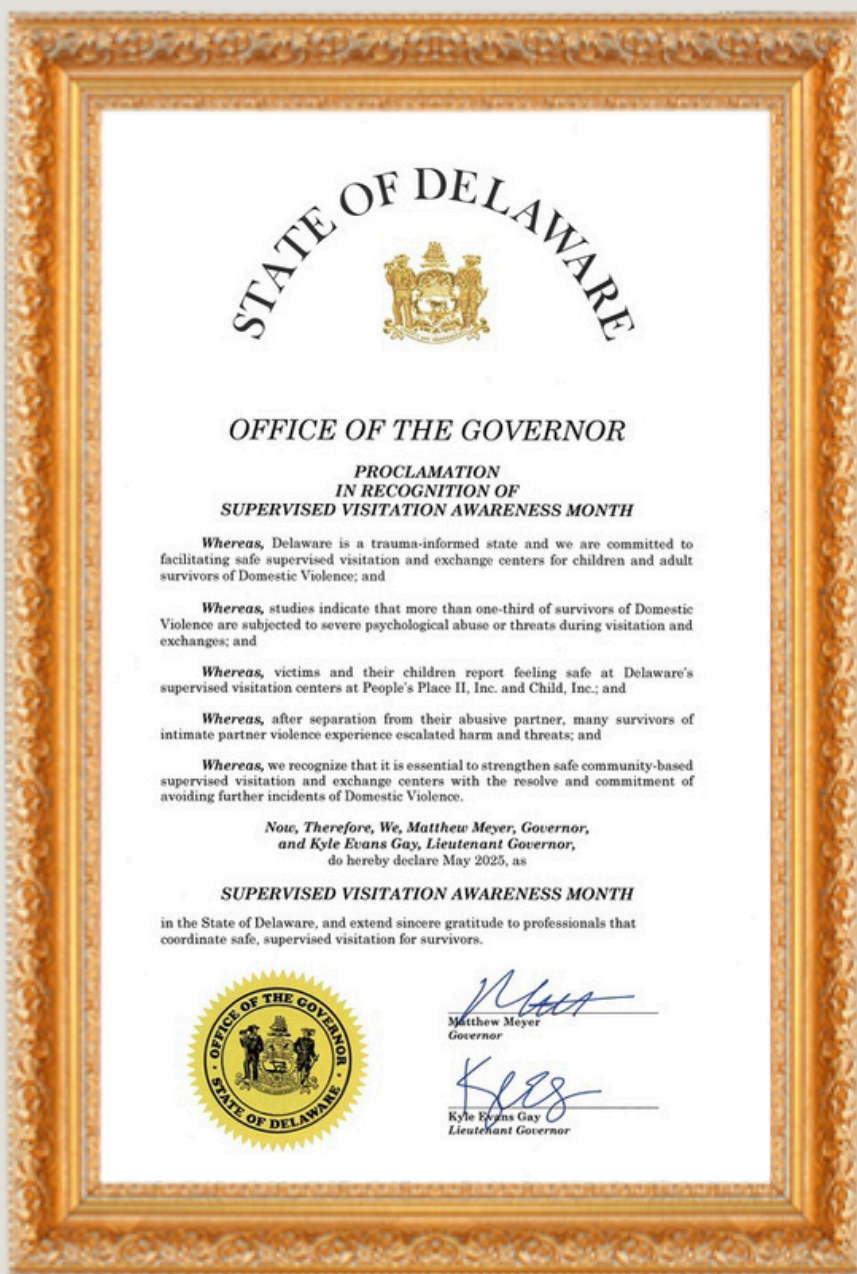 STATE OF DELAWARE
OFFICE OF THE GOVERNOR
PROCLAMATION
IN RECOGNITION OF
SUPERVISED VISITATION AWARENESS MONTH
Whereas, Delaware is a trauma-informed state and we are committed to
facilitating safe supervised visitation and exchange centers for children and adult
survivors of Domestic Violence; and
Whereas, studies indicate that more than one-third of survivors of Domestic
Violence are subjected to severe psychological abuse or threats during visitation and
exchanges; and
Whereas, victims and their children report feeling safe at Delaware's
supervised visitation centers at People's Place II, Inc. and Child, Inc.; and
Whereas, after separation from their abusive partner, many survivors of
intimate partner violence experience escalated harm and threats; and
Whereas, we recognize that it is essential to strengthen safe community-based
supervised visitation and exchange centers with the resolve and commitment of
avoiding further incidents of Domestic Violence.
Now, Therefore, We, Matthew Meyer, Governor,
and Kyle Evans Gay, Lieutenant Governor,
do hereby declare May 2025, as
SUPERVISED VISITATION AWARENESS MONTH
in the State of Delaware, and extend sincere gratitude to professionals that
coordinate safe, supervised visitation for survivors.
OFFICE OF THE GOVERNOR
STATE OF DELAWARE
Matthew Meyer
Governor
Kyle Evans Gay
Lieutenant Governor